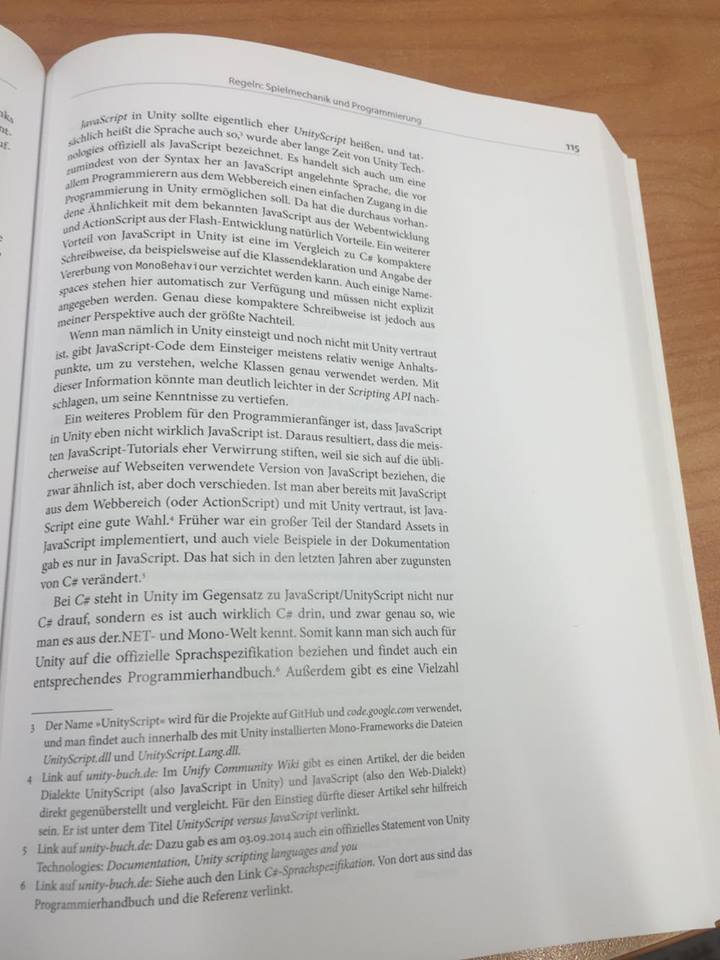 nks
nt-
uf.
Regeln: Spielmechanik und Programmierung
115
JavaScript in Unity sollte eigentlich eher UnityScript heißen, und tat-
sächlich heißt die Sprache auch so,³ wurde aber lange Zeit von Unity Tech-
nologies offiziell als JavaScript bezeichnet. Es handelt sich auch um eine
zumindest von der Syntax her an JavaScript angelehnte Sprache, die vor
allem Programmierern aus dem Webbereich einen einfachen Zugang in die
Programmierung in Unity ermöglichen soll. Da hat die durchaus vorhan-
dene Ähnlichkeit mit dem bekannten JavaScript aus der Webentwicklung
und ActionScript aus der Flash-Entwicklung natürlich Vorteile. Ein weiterer
Vorteil von JavaScript in Unity ist eine im Vergleich zu C# kompaktere
Schreibweise, da beispielsweise auf die Klassendeklaration und Angabe der
Vererbung von MonoBehaviour verzichtet werden kann. Auch einige Name-
spaces stehen hier automatisch zur Verfügung und müssen nicht explizit
angegeben werden. Genau diese kompaktere Schreibweise ist jedoch aus
meiner Perspektive auch der größte Nachteil.
Wenn man nämlich in Unity einsteigt und noch nicht mit Unity vertraut
ist, gibt JavaScript-Code dem Einsteiger meistens relativ wenige Anhalts-
punkte, um zu verstehen, welche Klassen genau verwendet werden. Mit
dieser Information könnte man deutlich leichter in der Scripting API nach-
schlagen, um seine Kenntnisse zu vertiefen.
Ein weiteres Problem für den Programmieranfänger ist, dass JavaScript
in Unity eben nicht wirklich JavaScript ist. Daraus resultiert, dass die meis-
ten JavaScript-Tutorials eher Verwirrung stiften, weil sie sich auf die übli-
cherweise auf Webseiten verwendete Version von JavaScript beziehen, die
zwar ähnlich ist, aber doch verschieden. Ist man aber bereits mit JavaScript
aus dem Webbereich (oder ActionScript) und mit Unity vertraut, ist Java-
Script eine gute Wahl.⁴ Früher war ein großer Teil der Standard Assets in
JavaScript implementiert, und auch viele Beispiele in der Dokumentation
gab es nur in JavaScript. Das hat sich in den letzten Jahren aber zugunsten
von C# verändert.⁵
Bei C# steht in Unity im Gegensatz zu JavaScript/UnityScript nicht nur
C# drauf, sondern es ist auch wirklich C# drin, und zwar genau so, wie
man es aus der.NET- und Mono-Welt kennt. Somit kann man sich auch für
Unity auf die offizielle Sprachspezifikation beziehen und findet auch ein
entsprechendes Programmierhandbuch.⁶ Außerdem gibt es eine Vielzahl
3 Der Name »UnityScript« wird für die Projekte auf GitHub und code.google.com verwendet,
und man findet auch innerhalb des mit Unity installierten Mono-Frameworks die Dateien
UnityScript.dll und UnityScript.Lang.dll.
4 Link auf unity-buch.de: Im Unify Community Wiki gibt es einen Artikel, der die beiden
Dialekte UnityScript (also JavaScript in Unity) und JavaScript (also den Web-Dialekt)
direkt gegenüberstellt und vergleicht. Für den Einstieg dürfte dieser Artikel sehr hilfreich
sein. Er ist unter dem Titel UnityScript versus JavaScript verlinkt.
5 Link auf unity-buch.de: Dazu gab es am 03.09.2014 auch ein offizielles Statement von Unity
Technologies: Documentation, Unity scripting languages and you
6 Link auf unity-buch.de: Siehe auch den Link C#-Sprachspezifikation. Von dort aus sind das
Programmierhandbuch und die Referenz verlinkt.